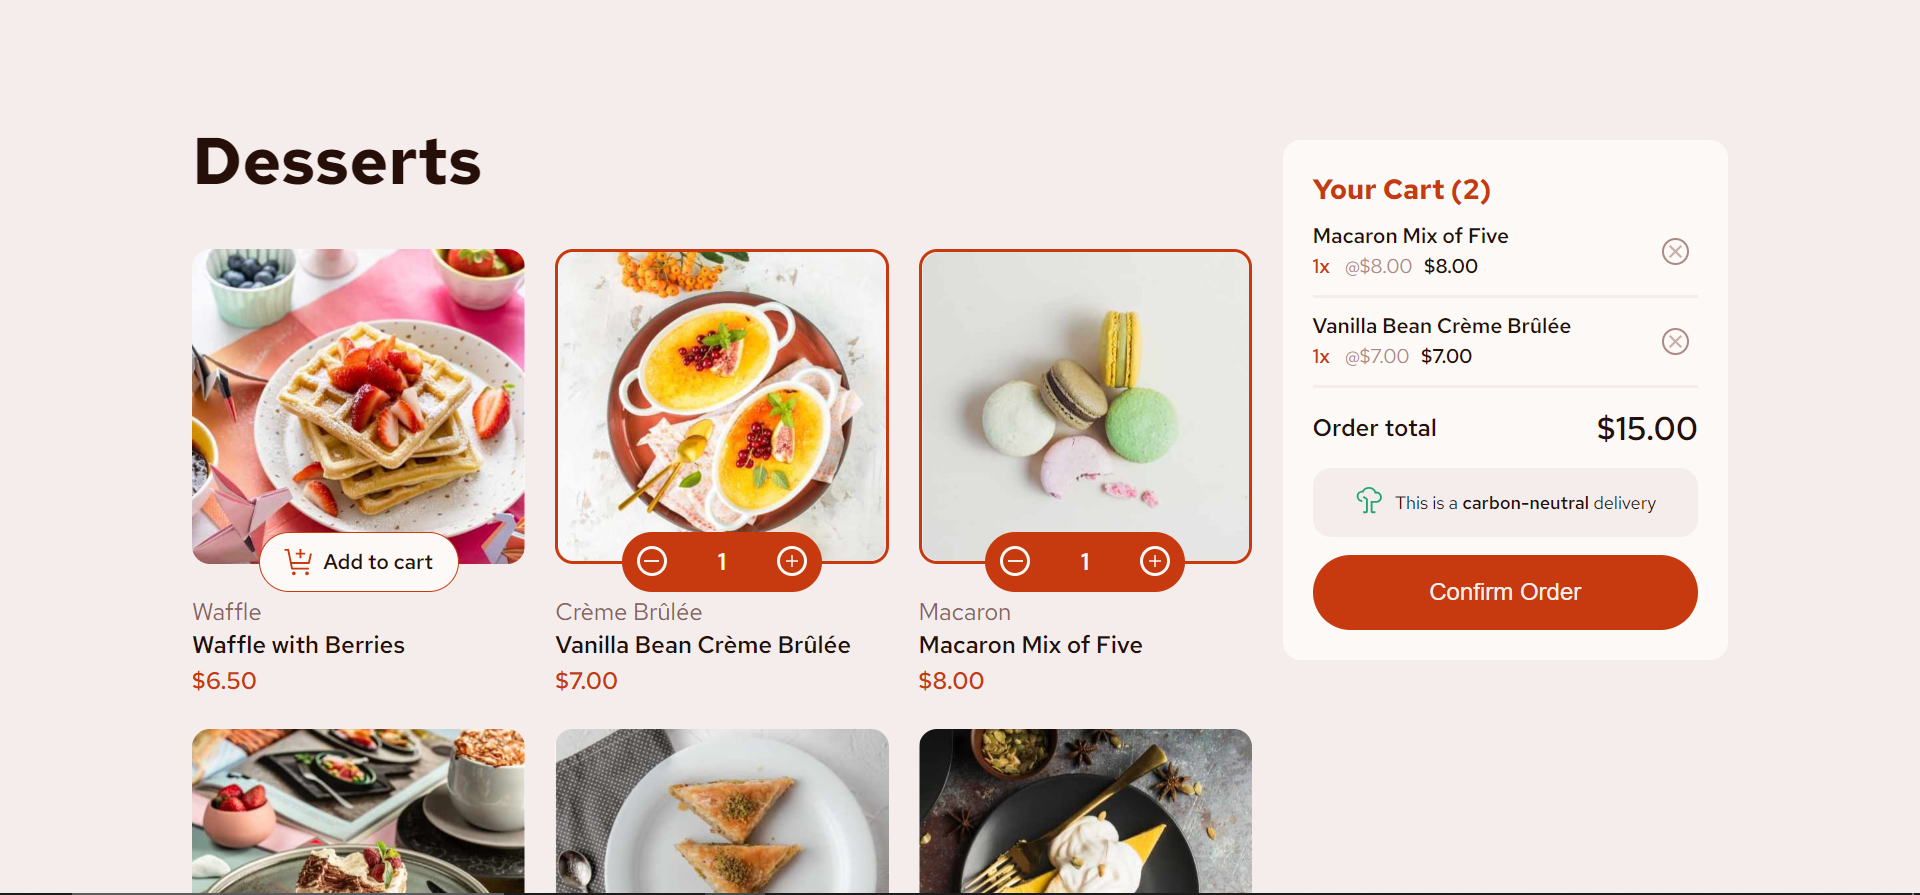 Desserts
Add to cart
Waffle
Waffle with Berries
$6.50
1
Crème Brûlée
Vanilla Bean Crème Brûlée
$7.00
1
Macaron
Macaron Mix of Five
$8.00
Your Cart (2)
Macaron Mix of Five
1x @$8.00 $8.00
Vanilla Bean Crème Brûlée
1x @$7.00 $7.00
Order total $15.00
This is a carbon-neutral delivery
Confirm Order